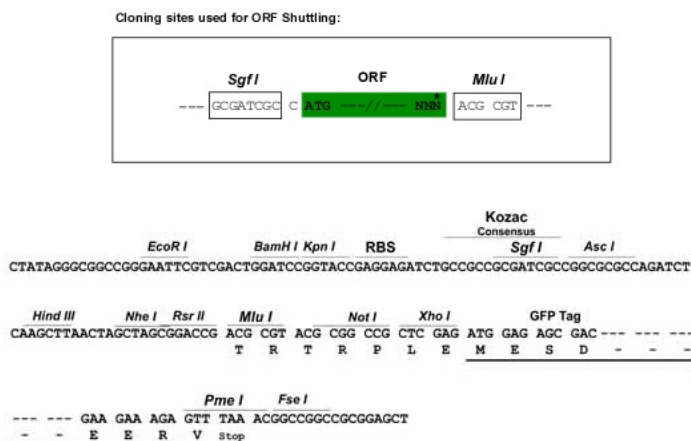 Cloning sites used for ORF Shuttling:
Sgf I ORF Mlu I
--- GCGATCGC C ATG ---//--- NNN* ACG CGT ---
Kozac
Consensus
EcoR I BamH I Kpn I RBS Sgf I Asc I
CTATAGGGCGGCCGGGAATTCGTCGACTGGATCCGGTACCGAGGAGATCTGCCGCCGCGATCGCCGGCGCGCCAGATCT
Hind III Nhe I Rsr II Mlu I Not I Xho I GFP Tag
CAAGCTTAACTAGCTAGCGGACCG ACG CGT ACG CGG CCG CTC GAG ATG GAG AGC GAC --- ---
T R T R P L E M E S D - -
Pme I Fse I
--- --- GAA GAA AGA GTT TAA ACGGCCGGCCGCGGAGCT
- - E E R V Stop